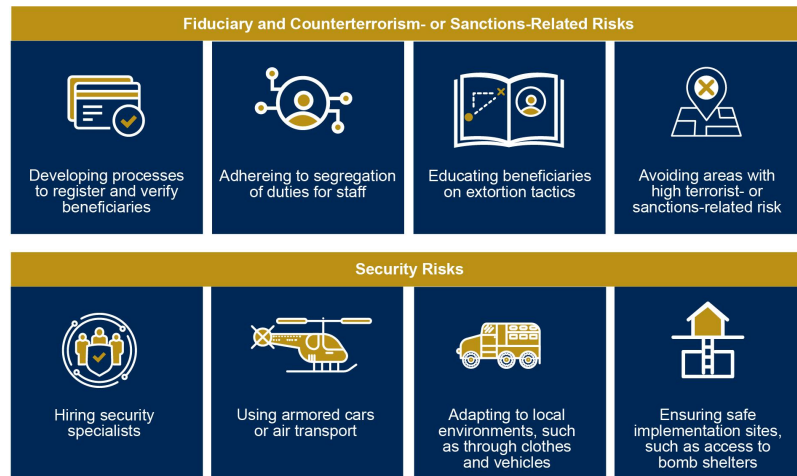 Fiduciary and Counterterrorism- or Sanctions-Related Risks
Developing processes
to register and verify
beneficiaries
Adhereing to segregation
of duties for staff
Educating beneficiaries
on extortion tactics
Avoiding areas with
high terrorist- or
sanctions-related risk
Security Risks
Hiring security
specialists
Using armored cars
or air transport
Adapting to local
environments, such
as through clothes
and vehicles
Ensuring safe
implementation sites,
such as access to
bomb shelters